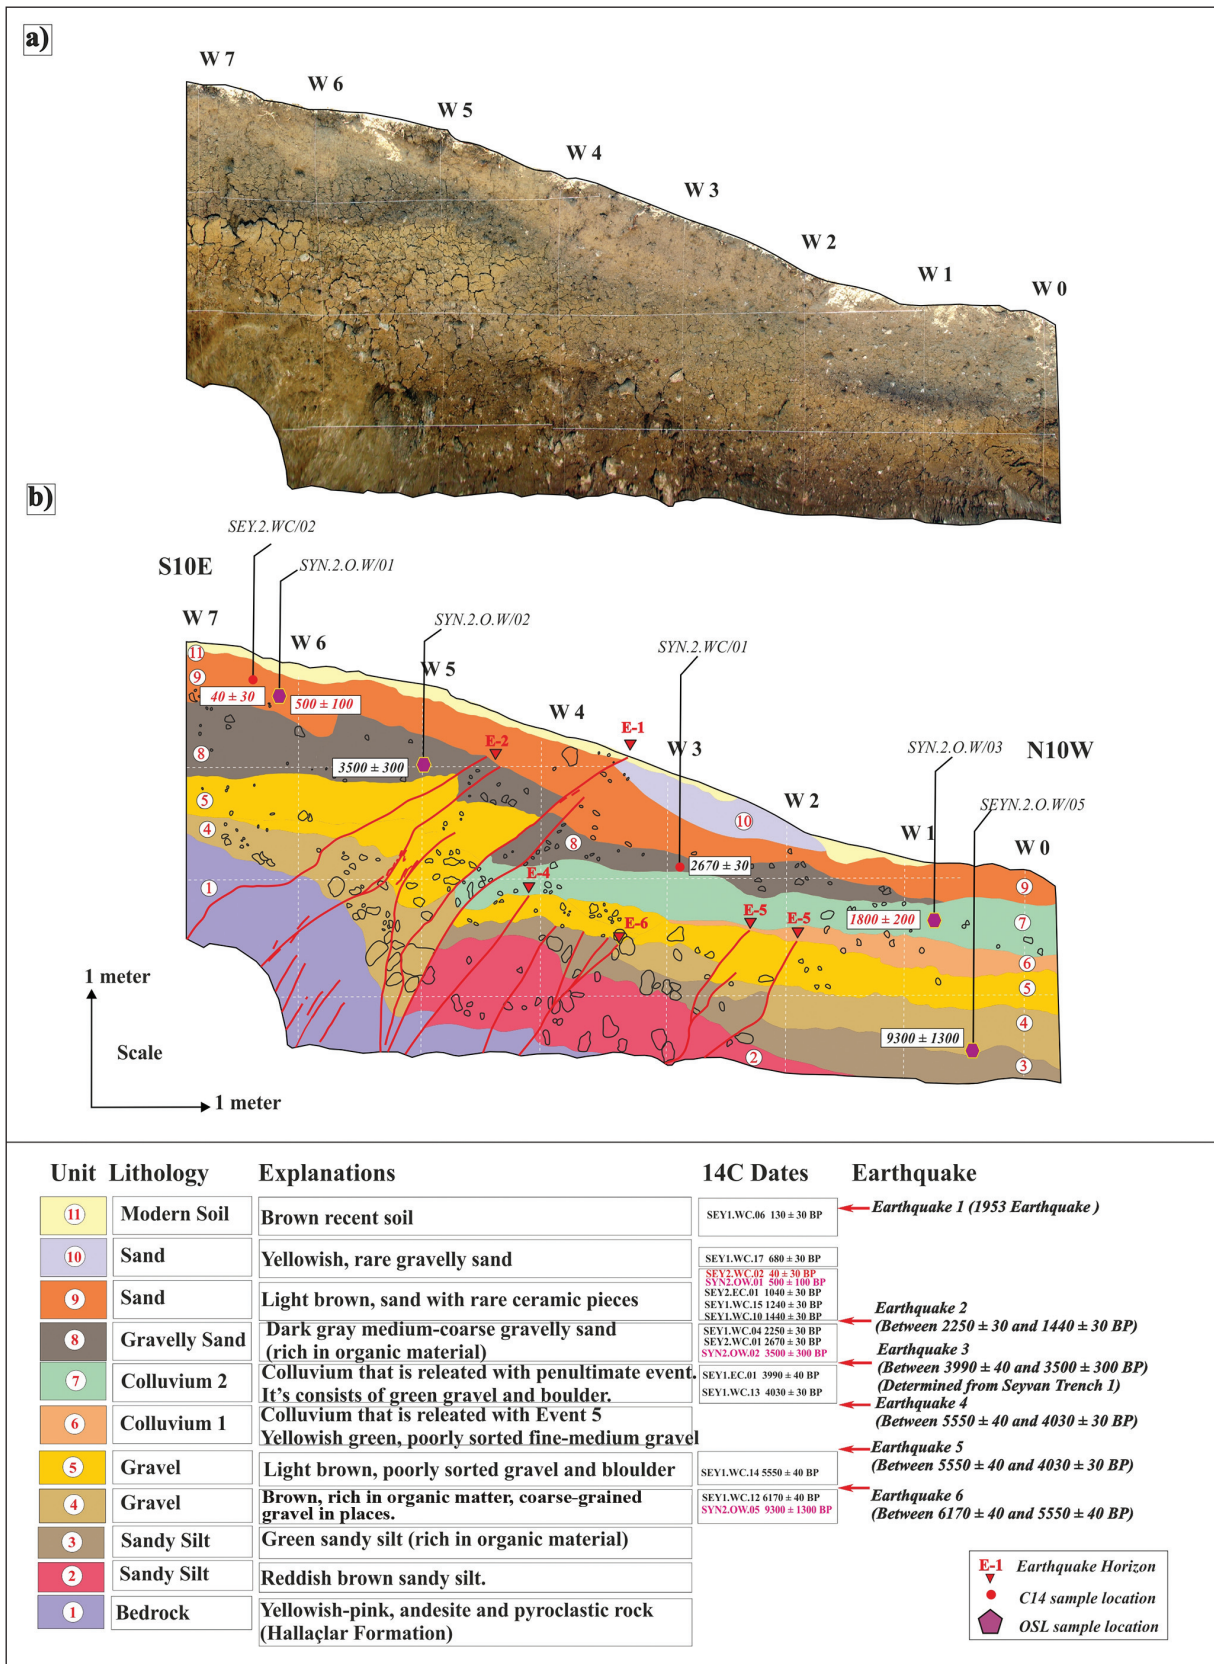 a)
W 7
W 6
W 5
W 4
W 3
W 2
W 1
W 0
b)
SEY.2.WC/02
S10E
SYN.2.O.W/01
SYN.2.O.W/02
SYN.2.WC/01
SYN.2.O.W/03
N10W
SEYN.2.O.W/05
W 7
W 6
W 5
W 4
E-1
W 3
W 2
W 1
W 0
11
9
40 ± 30
500 ± 100
E-2
8
3500 ± 300
5
4
1
10
8
2670 ± 30
E-4
E-6
E-5
E-5
1800 ± 200
9
7
6
5
4
9300 ± 1300
3
2
1 meter
Scale
1 meter
Unit Lithology Explanations 14C Dates Earthquake
11 Modern Soil Brown recent soil SEY1.WC.06 130 ± 30 BP
Earthquake 1 (1953 Earthquake )
10 Sand Yellowish, rare gravelly sand SEY1.WC.17 680 ± 30 BP
9 Sand Light brown, sand with rare ceramic pieces
SEY2.WC.02 40 ± 30 BP
SYN2.OW.01 500 ± 100 BP
SEY2.EC.01 1040 ± 30 BP
SEY1.WC.15 1240 ± 30 BP
SEY1.WC.10 1440 ± 30 BP
Earthquake 2
(Between 2250 ± 30 and 1440 ± 30 BP)
8 Gravelly Sand Dark gray medium-coarse gravelly sand
(rich in organic material)
SEY1.WC.04 2250 ± 30 BP
SEY2.WC.01 2670 ± 30 BP
SYN2.OW.02 3500 ± 300 BP
Earthquake 3
(Between 3990 ± 40 and 3500 ± 300 BP)
(Determined from Seyvan Trench 1)
7 Colluvium 2 Colluvium that is releated with penultimate event.
It's consists of green gravel and boulder.
SEY1.EC.01 3990 ± 40 BP
SEY1.WC.13 4030 ± 30 BP
Earthquake 4
(Between 5550 ± 40 and 4030 ± 30 BP)
6 Colluvium 1 Colluvium that is releated with Event 5
Yellowish green, poorly sorted fine-medium gravel
Earthquake 5
(Between 5550 ± 40 and 4030 ± 30 BP)
5 Gravel Light brown, poorly sorted gravel and bloulder SEY1.WC.14 5550 ± 40 BP
4 Gravel Brown, rich in organic matter, coarse-grained
gravel in places.
SEY1.WC.12 6170 ± 40 BP
SYN2.OW.05 9300 ± 1300 BP
Earthquake 6
(Between 6170 ± 40 and 5550 ± 40 BP)
3 Sandy Silt Green sandy silt (rich in organic material)
2 Sandy Silt Reddish brown sandy silt.
1 Bedrock Yellowish-pink, andesite and pyroclastic rock
(Hallaçlar Formation)
E-1 Earthquake Horizon
C14 sample location
OSL sample location